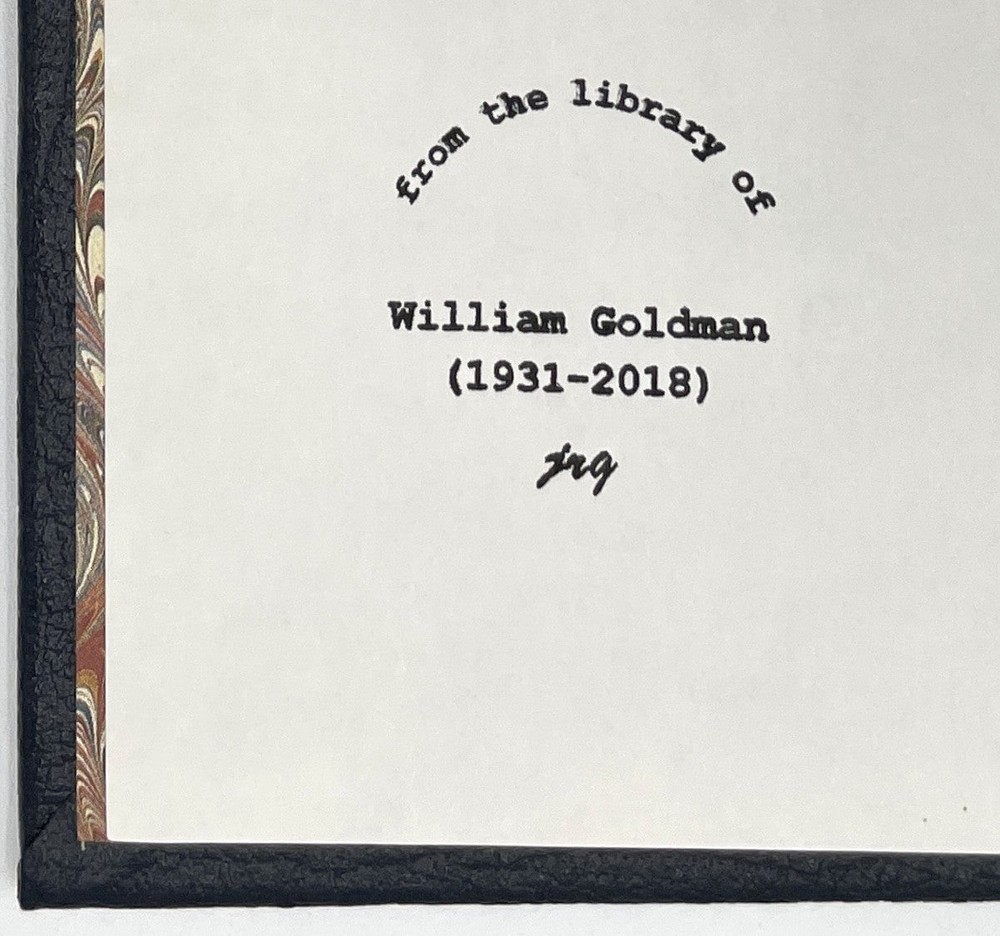 from the library of
William Goldman
(1931-2018)
jrg